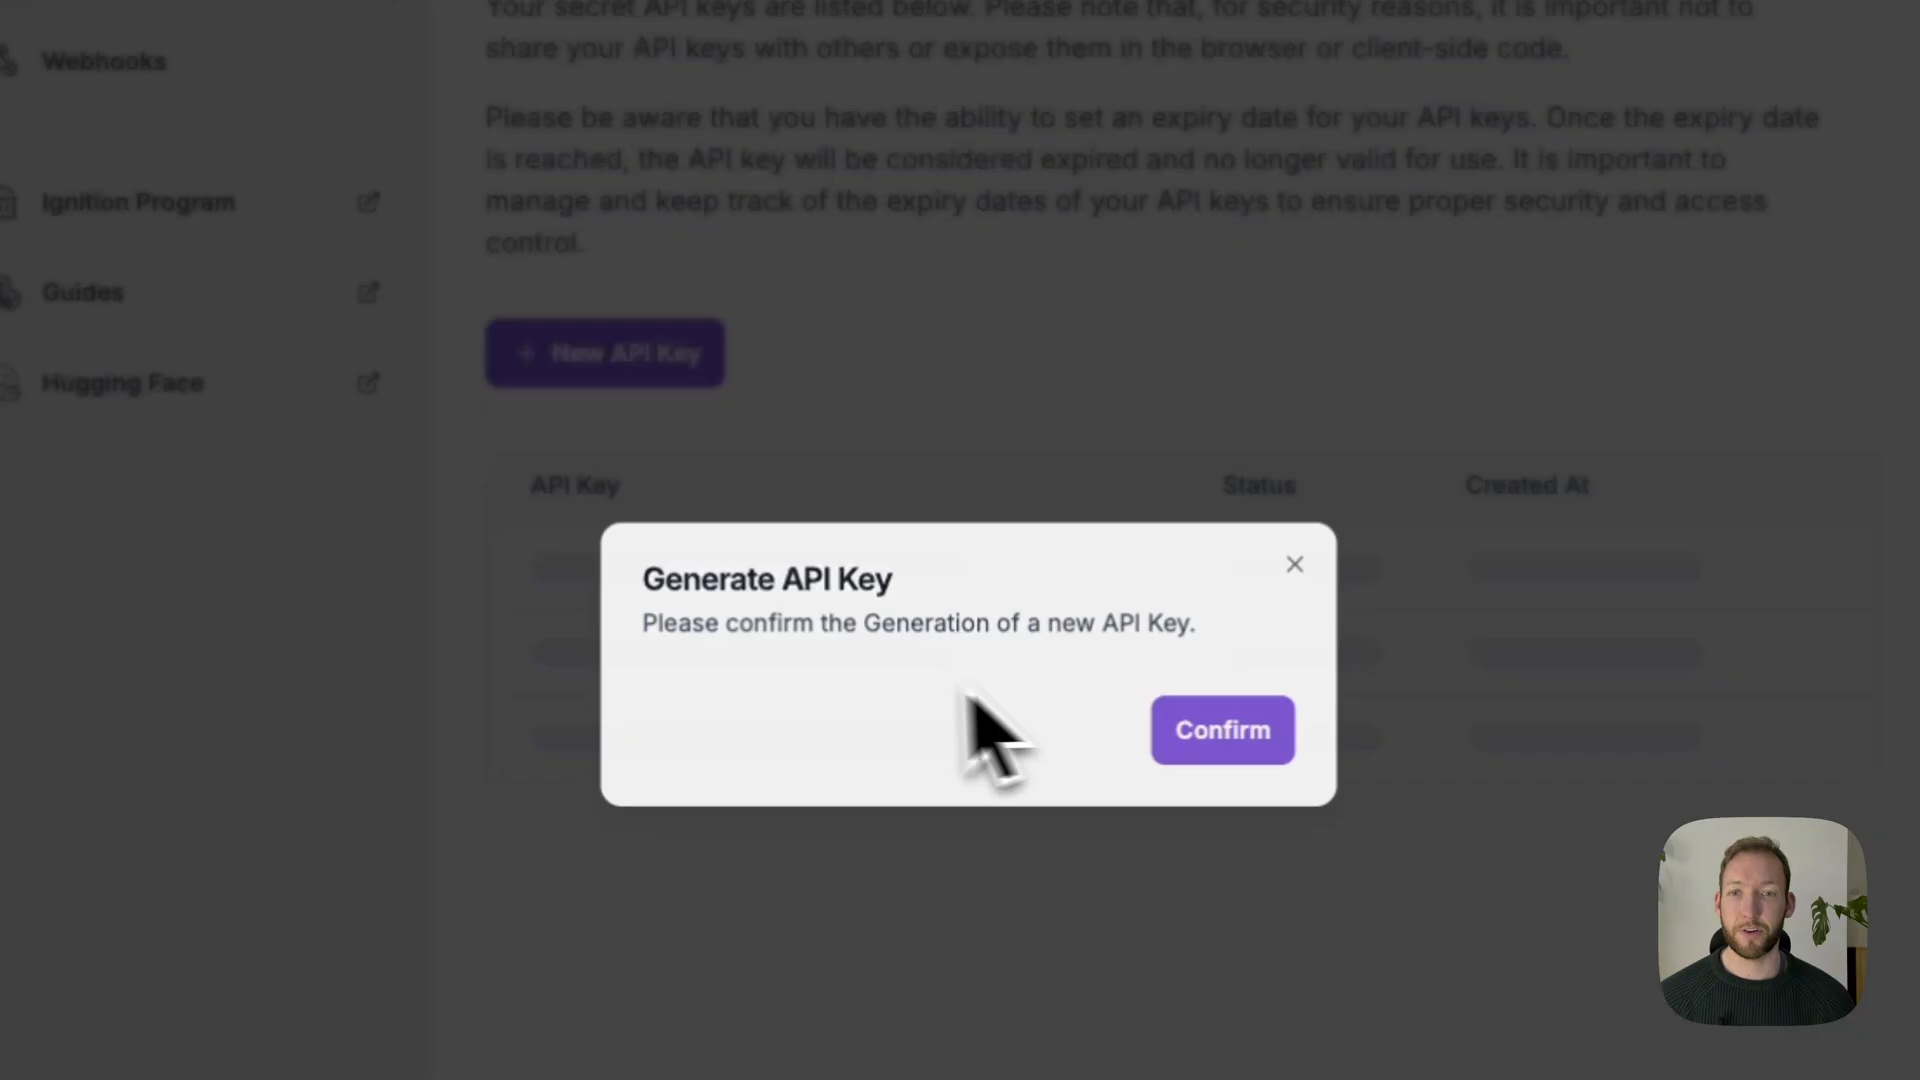 Your secret API keys are listed below. Please note that, for security reasons, it is important not to
share your API keys with others or expose them in the browser or client-side code.
Please be aware that you have the ability to set an expiry date for your API keys. Once the expiry date
is reached, the API key will be considered expired and no longer valid for use. It is important to
manage and keep track of the expiry dates of your API keys to ensure proper security and access
control.
Webhooks
Ignition Program
Guides
Hugging Face
+ New API Key
API Key Status Created At
Generate API Key
Please confirm the Generation of a new API Key.
Confirm